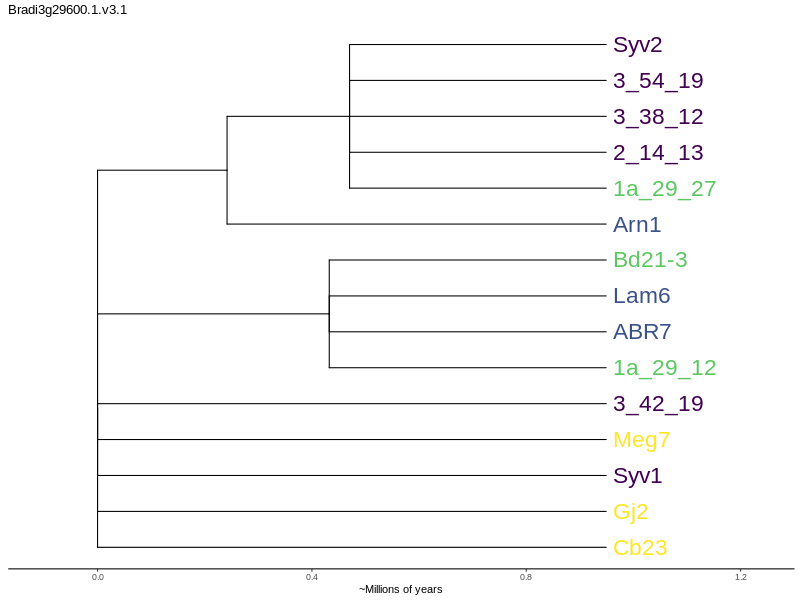 Bradi3g29600.1.v3.1
Syv2
3_54_19
3_38_12
2_14_13
1a_29_27
Arn1
Bd21-3
Lam6
ABR7
1a_29_12
3_42_19
Meg7
Syv1
Gj2
Cb23
0.0 0.4 0.8 1.2
~Millions of years